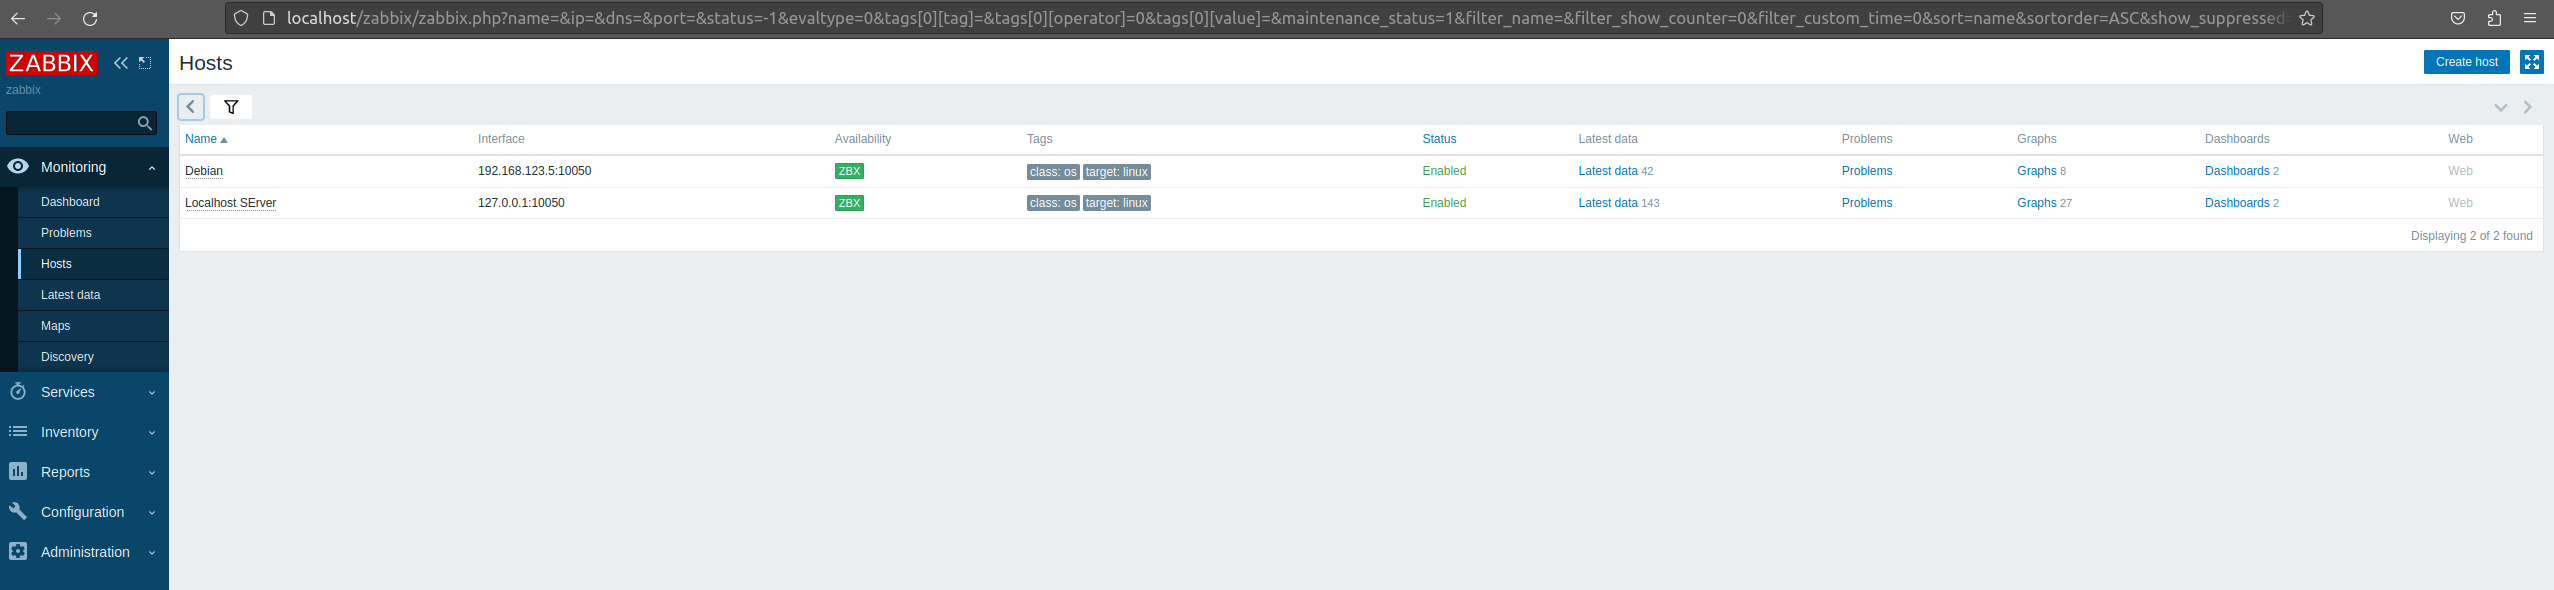 localhost/zabbix/zabbix.php?name=&ip=&dns=&port=&status=-1&evaltype=0&tags[0][tag]=&tags[0][operator]=0&tags[0][value]=&maintenance_status=1&filter_name=&filter_show_counter=0&filter_custom_time=0&sort=name&sortorder=ASC&show_suppressed=
ZABBIX
zabbix
Monitoring
Dashboard
Problems
Hosts
Latest data
Maps
Discovery
Services
Inventory
Reports
Configuration
Administration
Hosts
Create host
Name Interface Availability Tags Status Latest data Problems Graphs Dashboards Web
Debian 192.168.123.5:10050 ZBX class: os target: linux Enabled Latest data 42 Problems Graphs 8 Dashboards 2 Web
Localhost SErver 127.0.0.1:10050 ZBX class: os target: linux Enabled Latest data 143 Problems Graphs 27 Dashboards 2 Web
Displaying 2 of 2 found